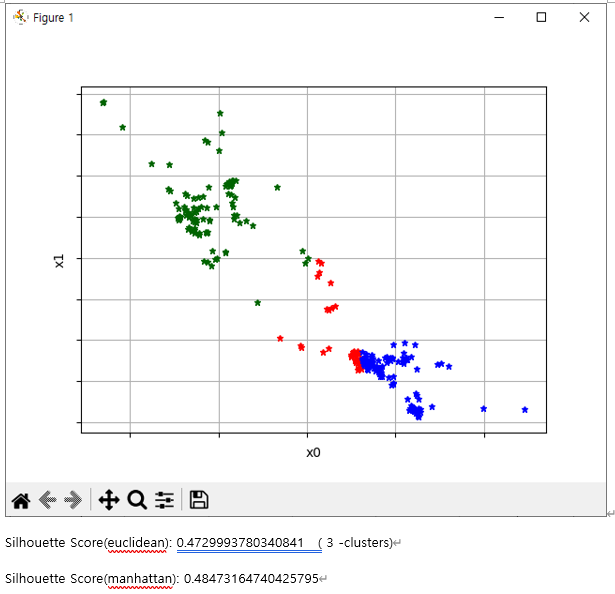 Figure 1
x1
x0
Silhouette Score(euclidean): 0.4729993780340841 ( 3 -clusters)
Silhouette Score(manhattan): 0.48473164740425795